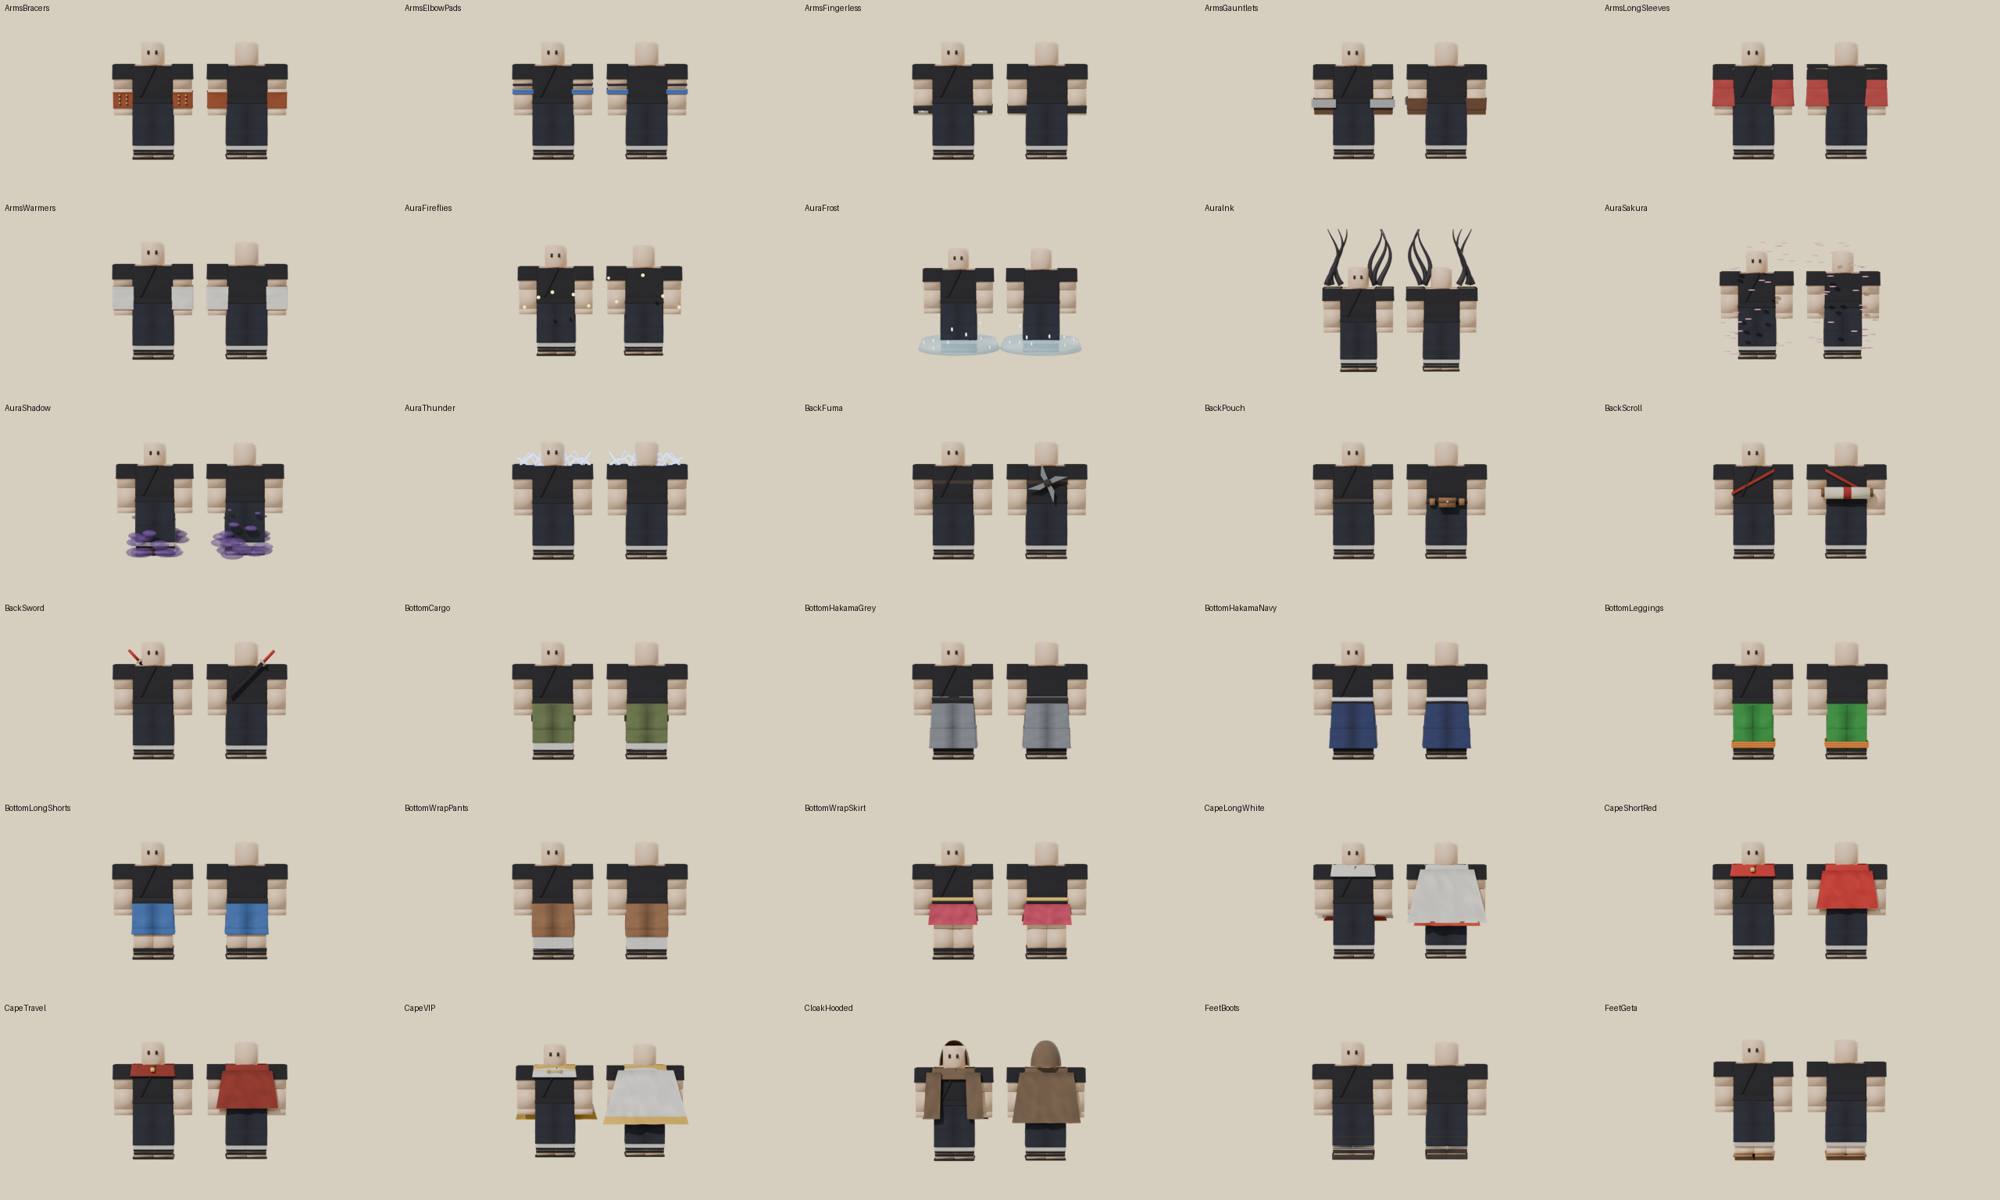 ArmsBracers
ArmsElbowPads
ArmsFingerless
ArmsGauntlets
ArmsLongSleeves
ArmsWarmers
AuraFireflies
AuraFrost
AuraInk
AuraSakura
AuraShadow
AuraThunder
BackFuma
BackPouch
BackScroll
BackSword
BottomCargo
BottomHakamaGrey
BottomHakamaNavy
BottomLeggings
BottomLongShorts
BottomWrapPants
BottomWrapSkirt
CapeLongWhite
CapeShortRed
CapeTravel
CapeVIP
CloakHooded
FeetBoots
FeetGeta